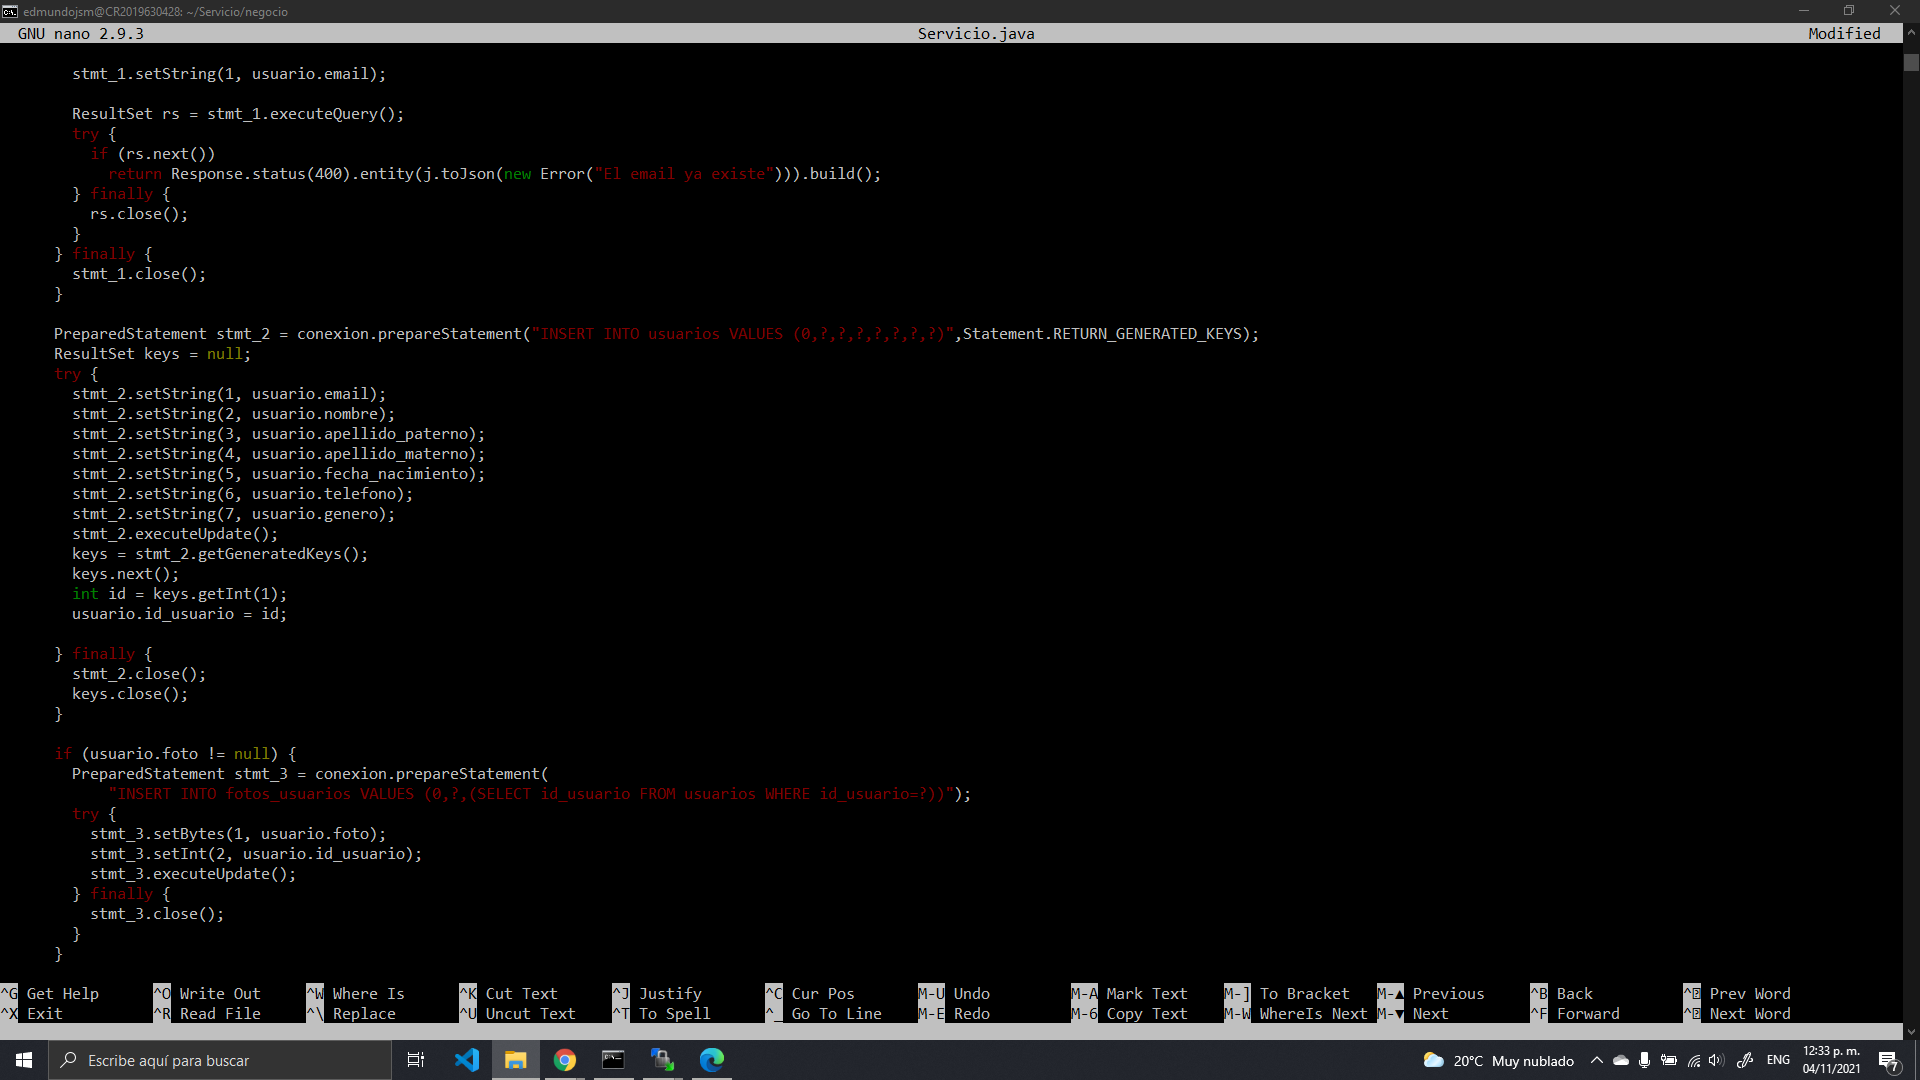 edmundojsm@CR2019630428: ~/Servicio/negocio
GNU nano 2.9.3 Servicio.java Modified
stmt_1.setString(1, usuario.email);
ResultSet rs = stmt_1.executeQuery();
try {
if (rs.next())
return Response.status(400).entity(j.toJson(new Error("El email ya existe"))).build();
} finally {
rs.close();
}
} finally {
stmt_1.close();
}
PreparedStatement stmt_2 = conexion.prepareStatement("INSERT INTO usuarios VALUES (0,?,?,?,?,?,?,?)",Statement.RETURN_GENERATED_KEYS);
ResultSet keys = null;
try {
stmt_2.setString(1, usuario.email);
stmt_2.setString(2, usuario.nombre);
stmt_2.setString(3, usuario.apellido_paterno);
stmt_2.setString(4, usuario.apellido_materno);
stmt_2.setString(5, usuario.fecha_nacimiento);
stmt_2.setString(6, usuario.telefono);
stmt_2.setString(7, usuario.genero);
stmt_2.executeUpdate();
keys = stmt_2.getGeneratedKeys();
keys.next();
int id = keys.getInt(1);
usuario.id_usuario = id;
} finally {
stmt_2.close();
keys.close();
}
if (usuario.foto != null) {
PreparedStatement stmt_3 = conexion.prepareStatement(
"INSERT INTO fotos_usuarios VALUES (0,?,(SELECT id_usuario FROM usuarios WHERE id_usuario=?))");
try {
stmt_3.setBytes(1, usuario.foto);
stmt_3.setInt(2, usuario.id_usuario);
stmt_3.executeUpdate();
} finally {
stmt_3.close();
}
}
^G Get Help ^O Write Out ^W Where Is ^K Cut Text ^J Justify ^C Cur Pos M-U Undo M-A Mark Text M-] To Bracket M-▲ Previous ^B Back ^ Prev Word
^X Exit ^R Read File ^\ Replace ^U Uncut Text ^T To Spell ^_ Go To Line M-E Redo M-6 Copy Text M-W WhereIs Next M-▼ Next ^F Forward ^ Next Word
Escribe aquí para buscar
20°C Muy nublado
ENG
12:33 p. m.
04/11/2021
7